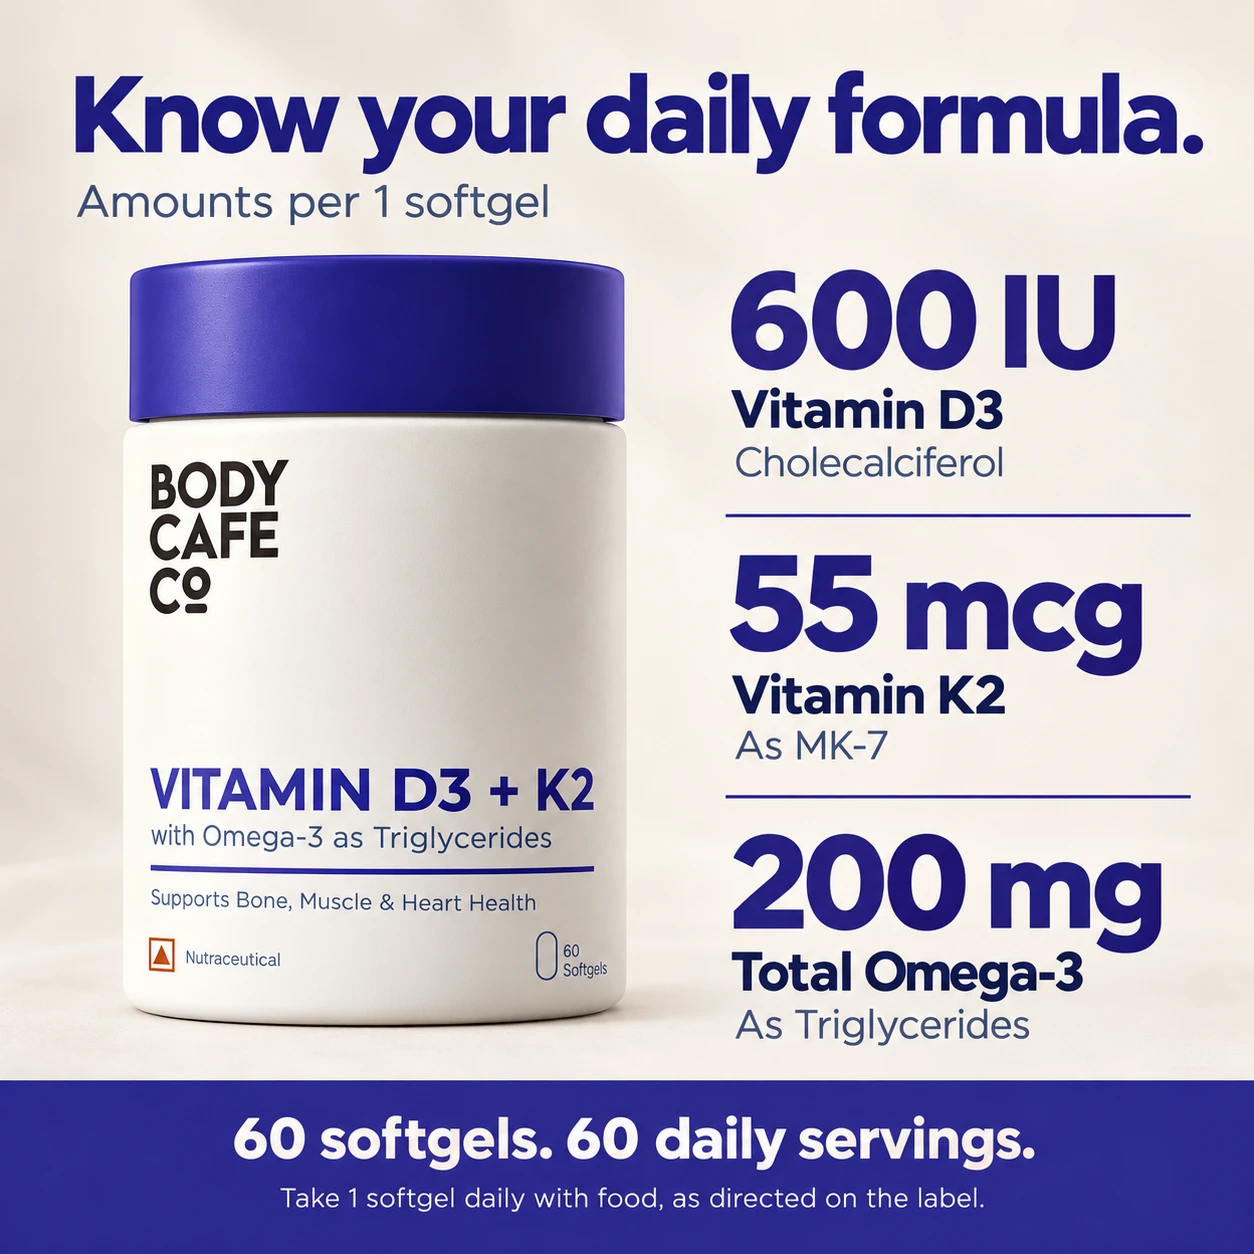 Know your daily formula.
Amounts per 1 softgel
BODY
CAFE
Cº
VITAMIN D3 + K2
with Omega-3 as Triglycerides
Supports Bone, Muscle & Heart Health
Nutraceutical
60
Softgels
600 IU
Vitamin D3
Cholecalciferol
55 mcg
Vitamin K2
As MK-7
200 mg
Total Omega-3
As Triglycerides
60 softgels. 60 daily servings.
Take 1 softgel daily with food, as directed on the label.